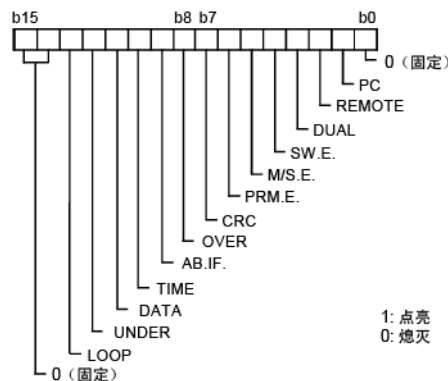 b15 b8 b7 b0
0（固定）
PC
REMOTE
DUAL
SW.E.
M/S.E.
PRM.E.
CRC
OVER
AB.IF.
TIME
DATA
UNDER
LOOP
0（固定）
1: 点亮
0: 熄灭